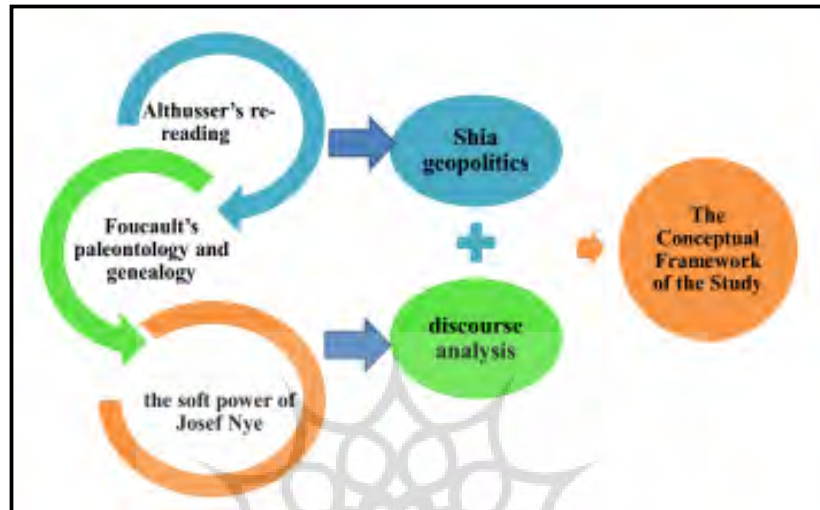 Althusser's re-
reading
Foucault's
paleontology and
genealogy
the soft power of
Josef Nye
Shia
geopolitics
discourse
analysis
The
Conceptual
Framework
of the Study